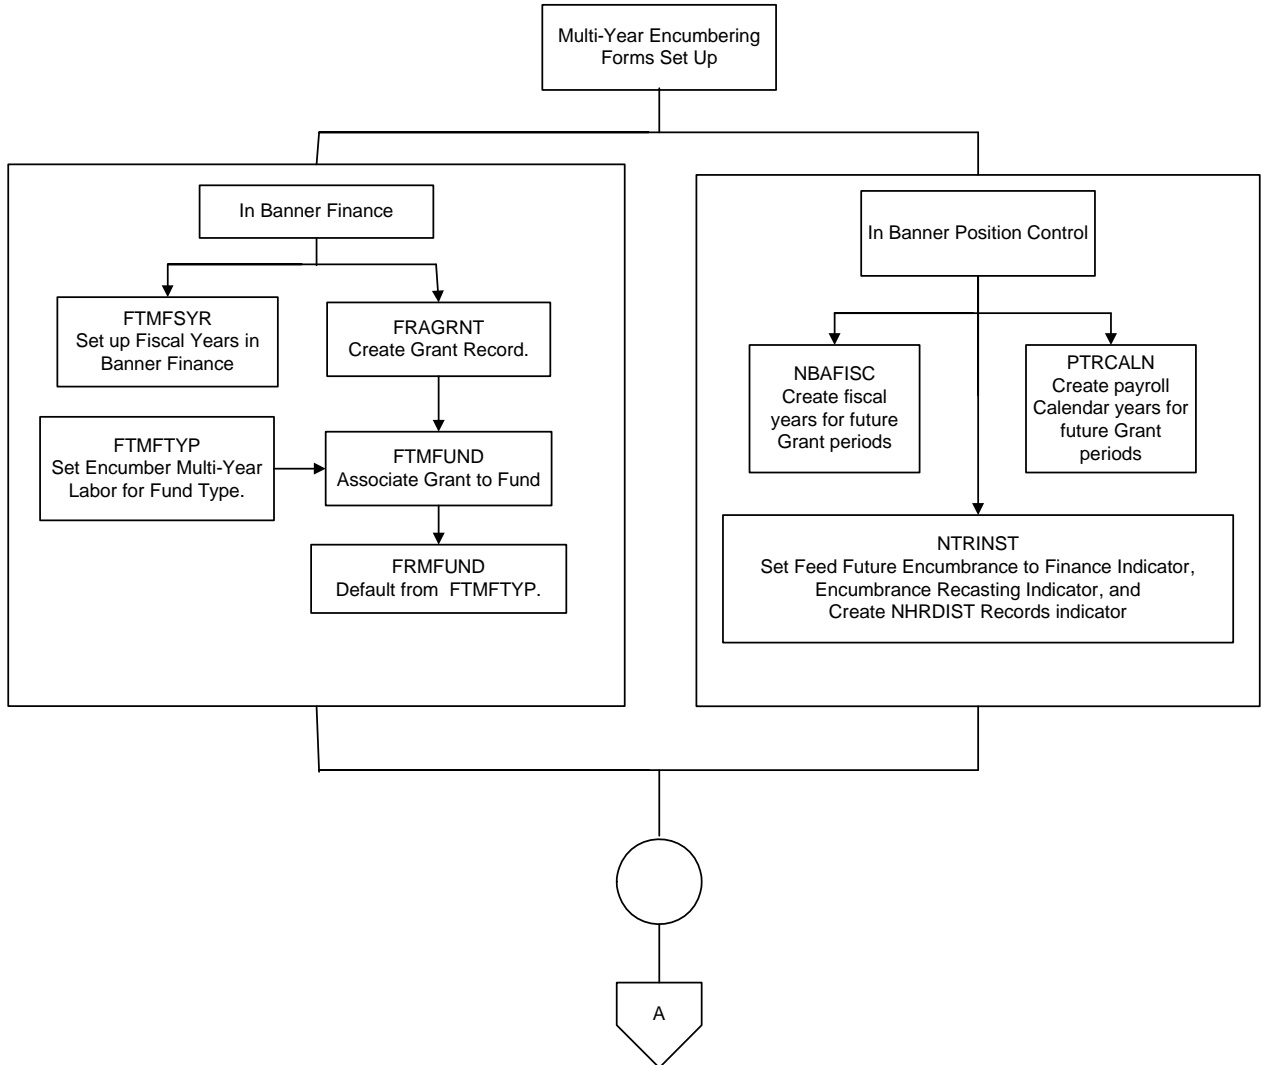 Multi-Year Encumbering
Forms Set Up
In Banner Finance
FTMFSYR
Set up Fiscal Years in
Banner Finance
FRAGRNT
Create Grant Record.
FTMFTYP
Set Encumber Multi-Year
Labor for Fund Type.
FTMFUND
Associate Grant to Fund
FRMFUND
Default from FTMFTYP.
In Banner Position Control
NBAFISC
Create fiscal
years for future
Grant periods
PTRCALN
Create payroll
Calendar years for
future Grant
periods
NTRINST
Set Feed Future Encumbrance to Finance Indicator,
Encumbrance Recasting Indicator, and
Create NHRDIST Records indicator
A